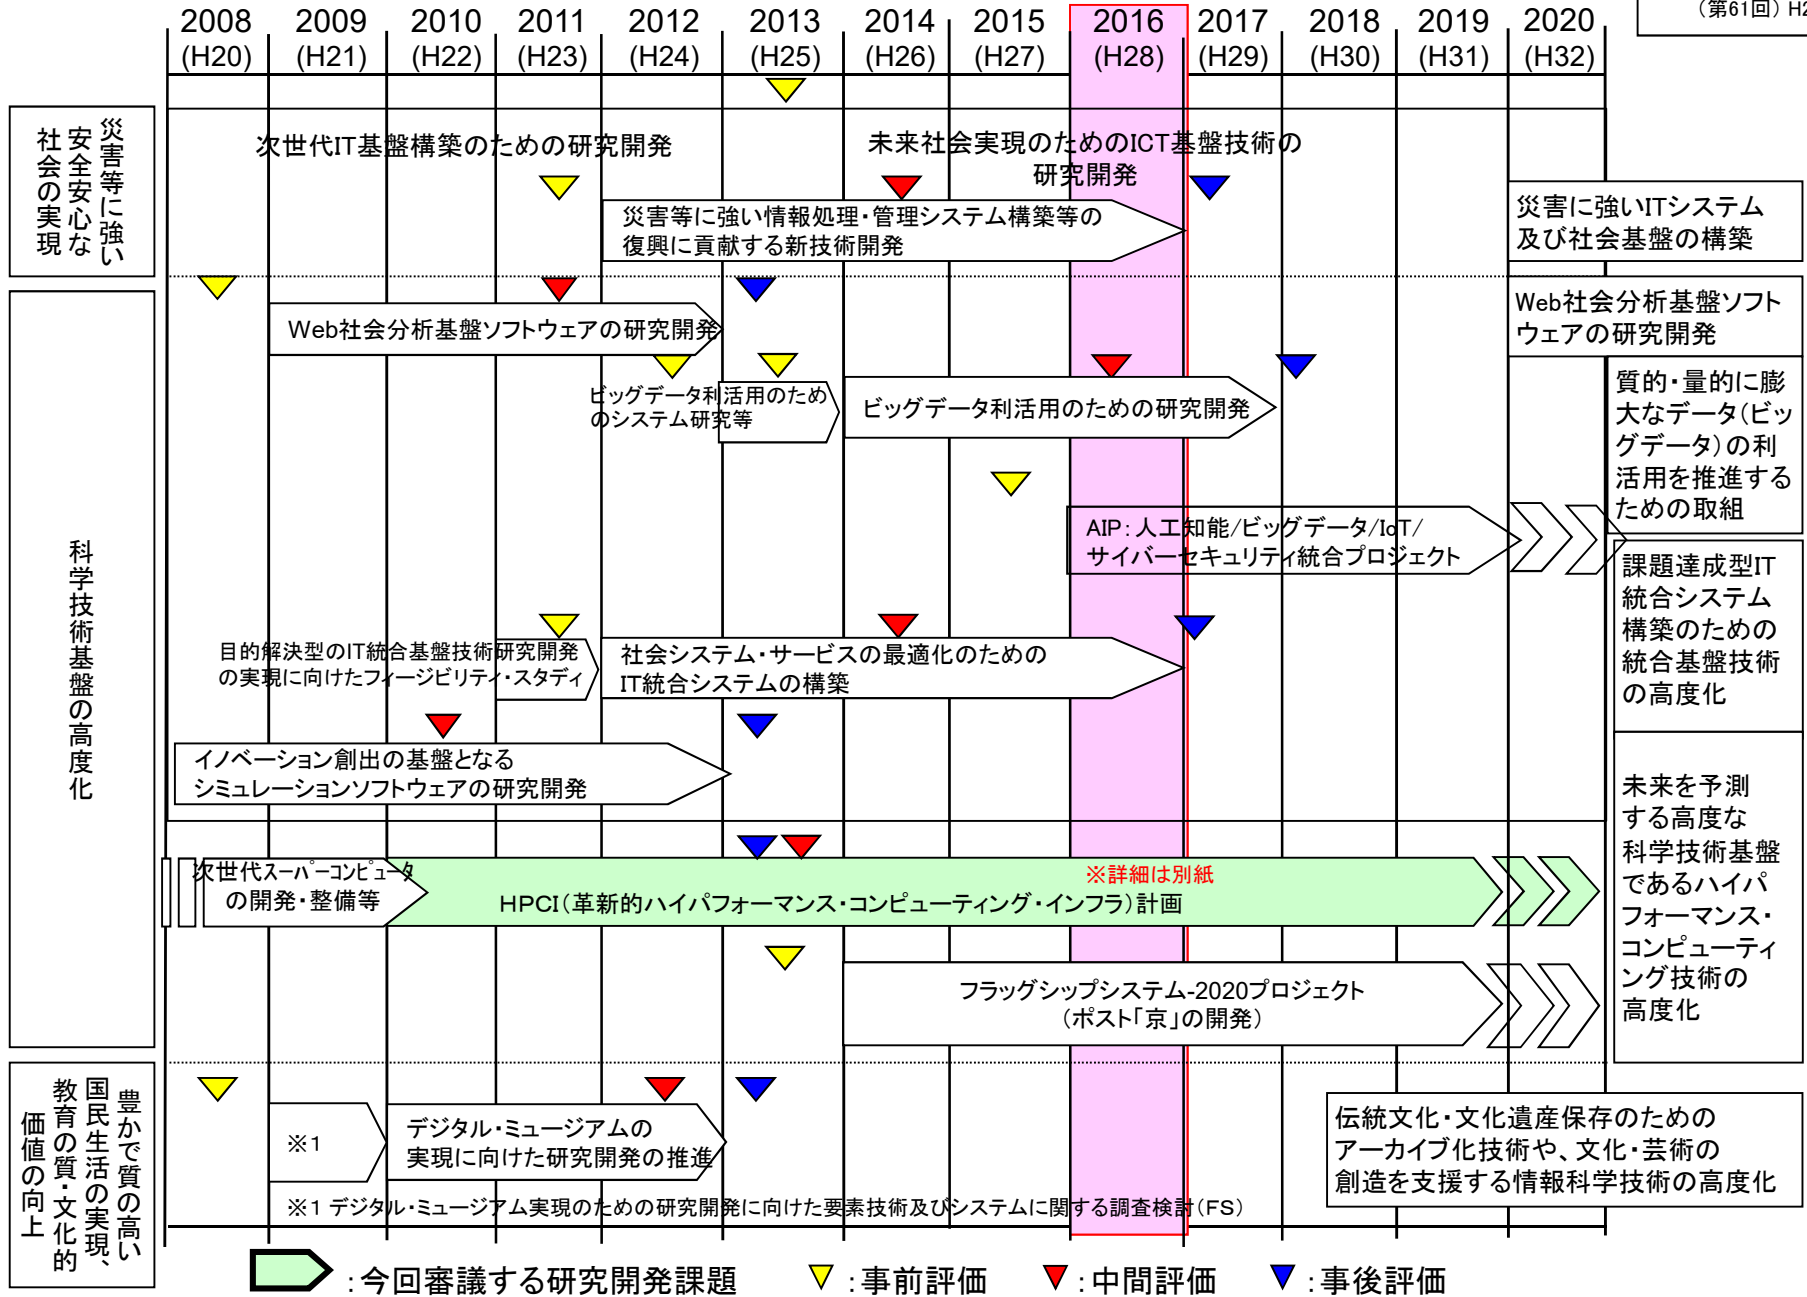 （第61回） H2
2008 2009 2010 2011 2012 2013 2014 2015 2016 2017 2018 2019 2020
(H20) (H21) (H22) (H23) (H24) (H25) (H26) (H27) (H28) (H29) (H30) (H31) (H32)
災害等に強い
安全安心な
社会の実現
次世代IT基盤構築のための研究開発
未来社会実現のためのICT基盤技術の
研究開発
災害等に強い情報処理・管理システム構築等の
復興に貢献する新技術開発
災害に強いITシステム
及び社会基盤の構築
科学技術基盤の高度化
Web社会分析基盤ソフトウェアの研究開発
Web社会分析基盤ソフト
ウェアの研究開発
ビッグデータ利活用のため
のシステム研究等
ビッグデータ利活用のための研究開発
質的・量的に膨
大なデータ（ビッ
グデータ）の利
活用を推進する
ための取組
AIP：人工知能/ビッグデータ/IoT/
サイバーセキュリティ統合プロジェクト
課題達成型IT
統合システム
構築のための
統合基盤技術
の高度化
目的解決型のIT統合基盤技術研究開発
の実現に向けたフィージビリティ・スタディ
社会システム・サービスの最適化のための
IT統合システムの構築
イノベーション創出の基盤となる
シミュレーションソフトウェアの研究開発
未来を予測
する高度な
科学技術基盤
であるハイパ
フォーマンス・
コンピューティ
ング技術の
高度化
次世代スーパーコンピュータ
の開発・整備等
※詳細は別紙
HPCI（革新的ハイパフォーマンス・コンピューティング・インフラ）計画
フラッグシップシステム-2020プロジェクト
（ポスト「京」の開発）
豊かで質の高い
国民生活の実現、
教育の質・文化的
価値の向上
※1
デジタル・ミュージアムの
実現に向けた研究開発の推進
伝統文化・文化遺産保存のための
アーカイブ化技術や、文化・芸術の
創造を支援する情報科学技術の高度化
※1 デジタル・ミュージアム実現のための研究開発に向けた要素技術及びシステムに関する調査検討（FS）
：今回審議する研究開発課題
：事前評価
：中間評価
：事後評価